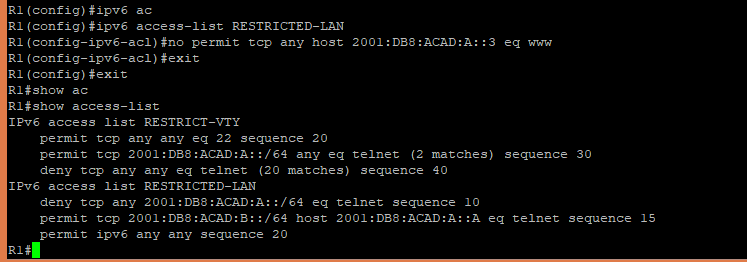 R1(config)#ipv6 ac
R1(config)#ipv6 access-list RESTRICTED-LAN
R1(config-ipv6-acl)#no permit tcp any host 2001:DB8:ACAD:A::3 eq www
R1(config-ipv6-acl)#exit
R1(config)#exit
R1#show ac
R1#show access-list
IPv6 access list RESTRICT-VTY
    permit tcp any any eq 22 sequence 20
    permit tcp 2001:DB8:ACAD:A::/64 any eq telnet (2 matches) sequence 30
    deny tcp any any eq telnet (20 matches) sequence 40
IPv6 access list RESTRICTED-LAN
    deny tcp any 2001:DB8:ACAD:A::/64 eq telnet sequence 10
    permit tcp 2001:DB8:ACAD:B::/64 host 2001:DB8:ACAD:A::A eq telnet sequence 15
    permit ipv6 any any sequence 20
R1#